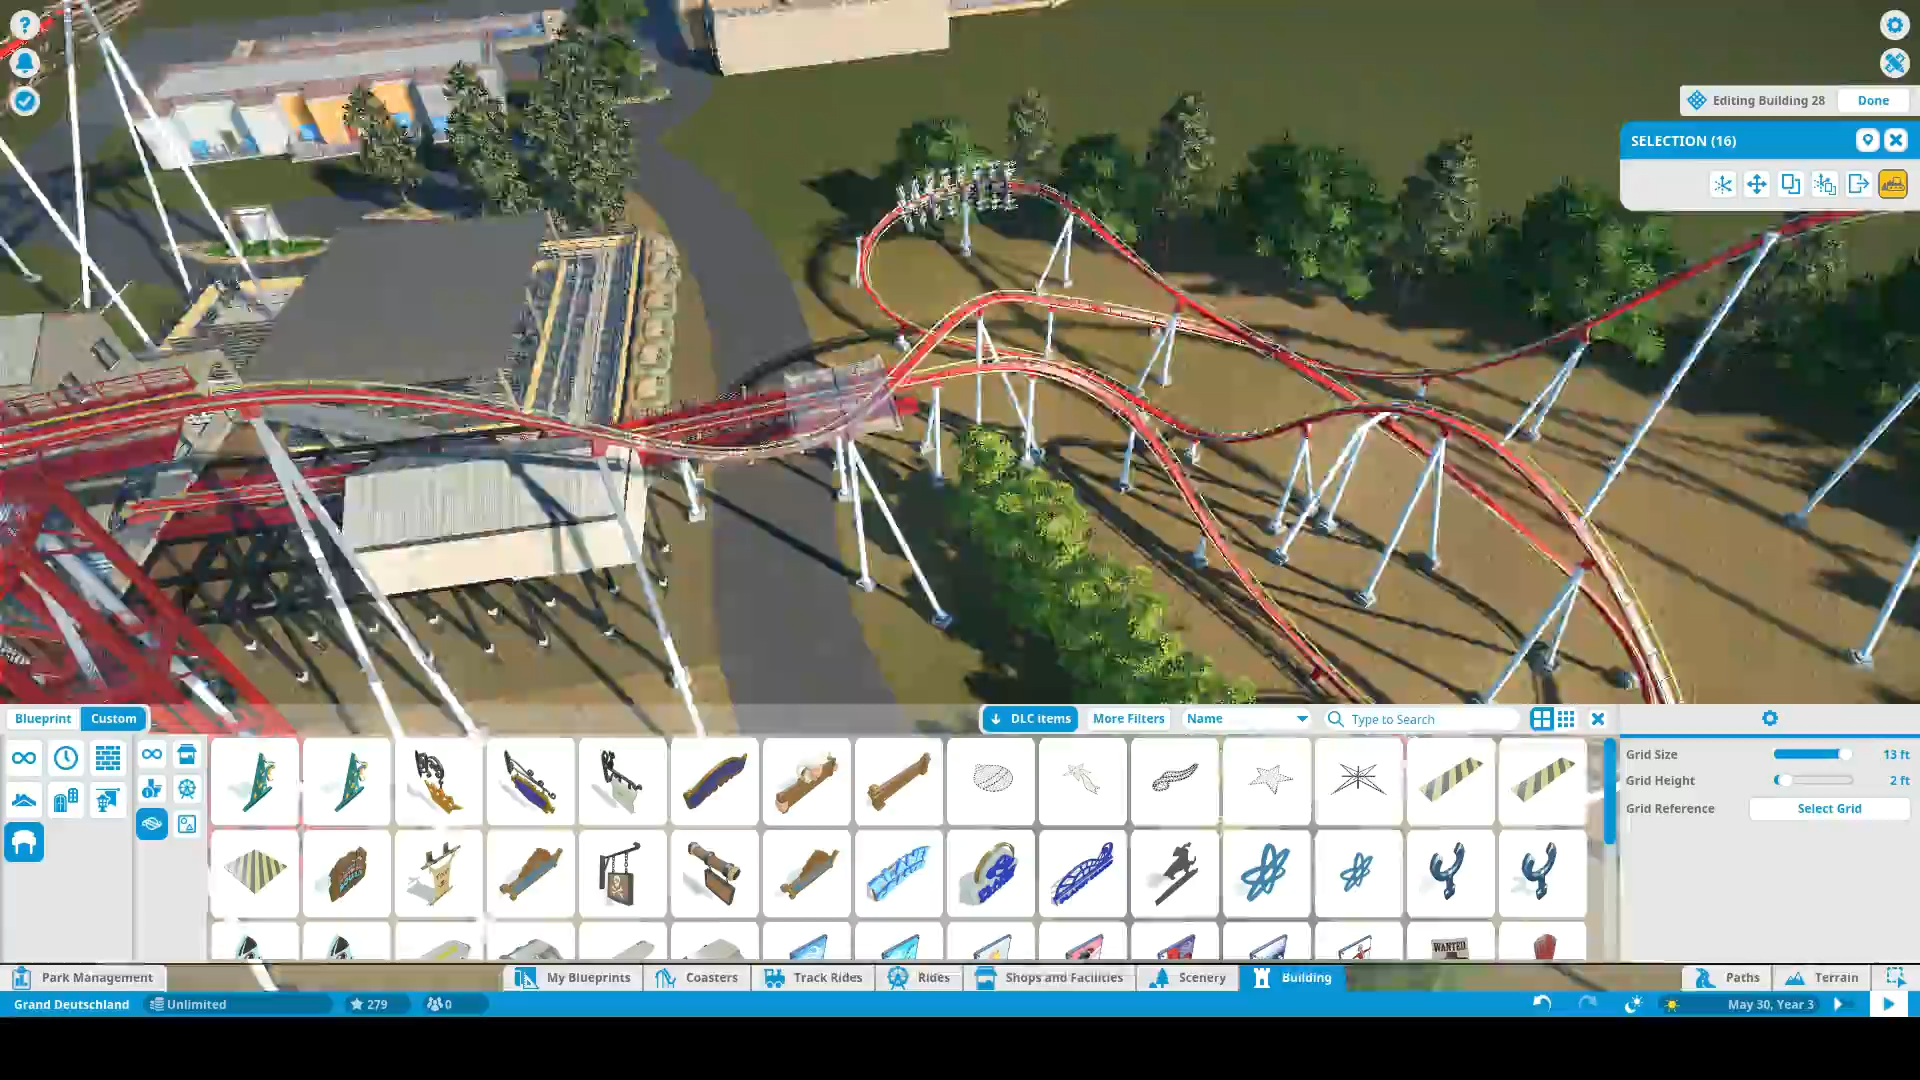 ?
Editing Building 28 Done
SELECTION (16)
Blueprint Custom
DLC items More Filters Name Type to Search
Grid Size 13 ft
Grid Height 2 ft
Grid Reference Select Grid
WANTED
Park Management My Blueprints Coasters Track Rides Rides Shops and Facilities Scenery Building Paths Terrain
Grand Deutschland Unlimited 279 0 May 30, Year 3